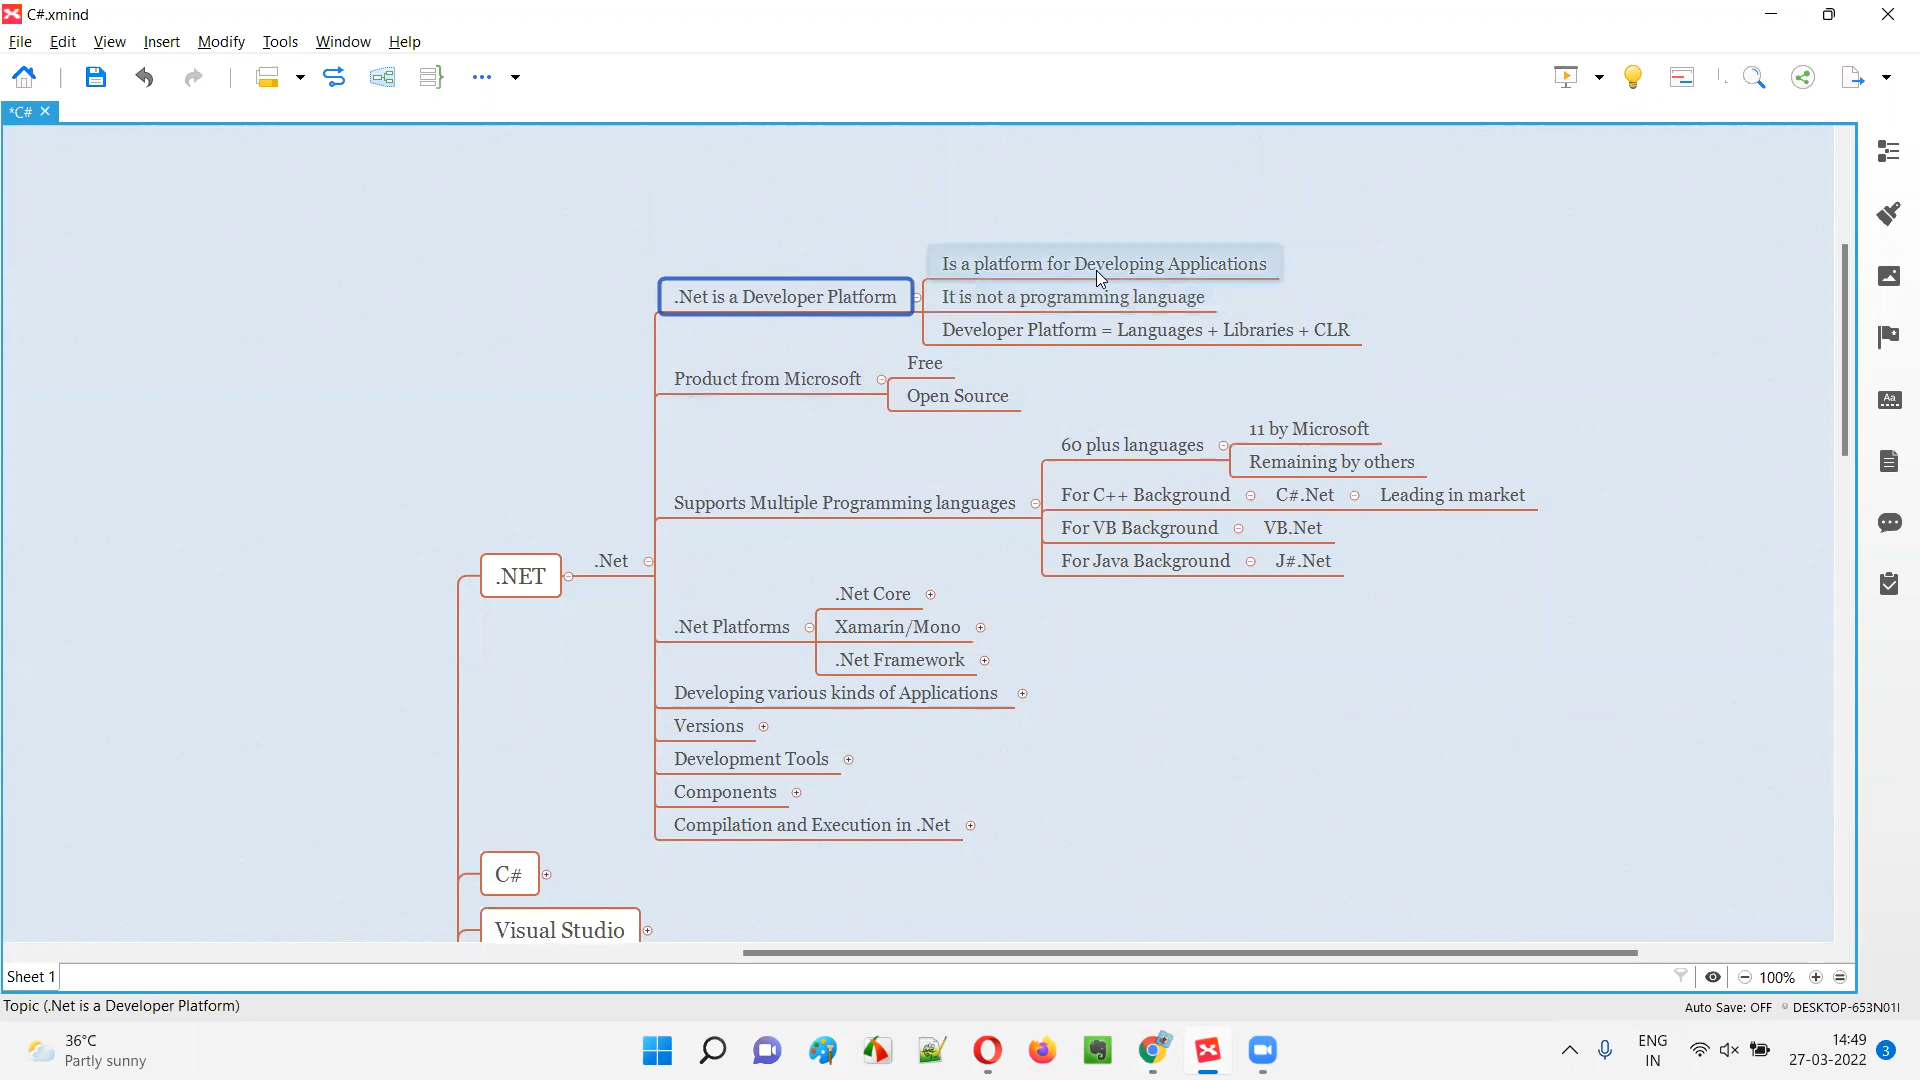 C#.xmind
File Edit View Insert Modify Tools Window Help
*C#
Is a platform for Developing Applications
.Net is a Developer Platform
It is not a programming language
Developer Platform = Languages + Libraries + CLR
Free
Product from Microsoft
Open Source
11 by Microsoft
60 plus languages
Remaining by others
For C++ Background C#.Net Leading in market
Supports Multiple Programming languages
For VB Background VB.Net
For Java Background J#.Net
.Net
.NET
.Net Core
.Net Platforms Xamarin/Mono
.Net Framework
Developing various kinds of Applications
Versions
Development Tools
Components
Compilation and Execution in .Net
C#
Visual Studio
Sheet 1
100%
Topic (.Net is a Developer Platform)
Auto Save: OFF DESKTOP-653N01I
36°C
Partly sunny
ENG
IN
14:49
27-03-2022
3